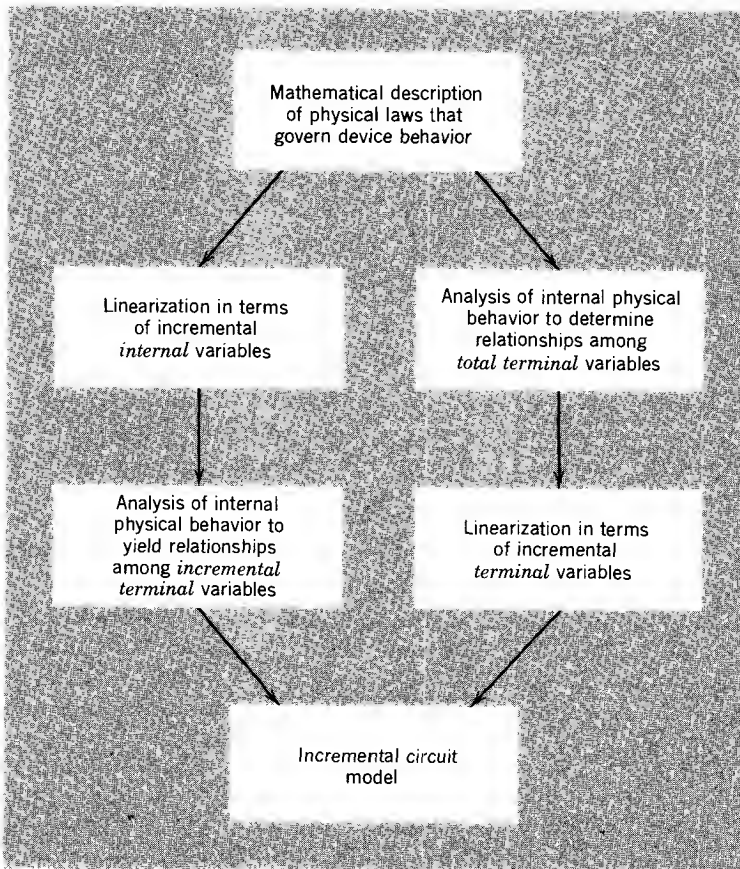 Mathematical description
of physical laws that
govern device behavior
Linearization in terms
of incremental
internal variables
Analysis of internal physical
behavior to determine
relationships among
total terminal variables
Analysis of internal
physical behavior to
yield relationships
among incremental
terminal variables
Linearization in terms
of incremental
terminal variables
Incremental circuit
model